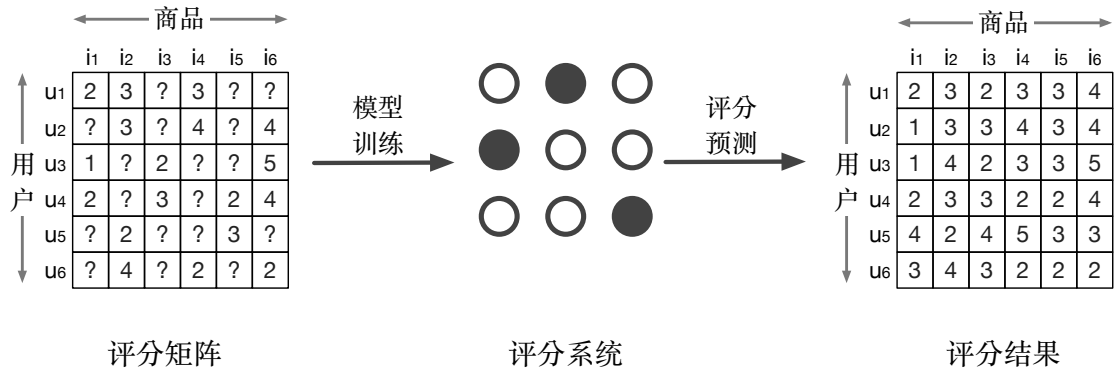 商品
i1 i2 i3 i4 i5 i6
用户
u1 2 3 ? 3 ? ?
u2 ? 3 ? 4 ? 4
u3 1 ? 2 ? ? 5
u4 2 ? 3 ? 2 4
u5 ? 2 ? ? 3 ?
u6 ? 4 ? 2 ? 2
评分矩阵
模型
训练
评分系统
评分
预测
商品
i1 i2 i3 i4 i5 i6
用户
u1 2 3 2 3 3 4
u2 1 3 3 4 3 4
u3 1 4 2 3 3 5
u4 2 3 3 2 2 4
u5 4 2 4 5 3 3
u6 3 4 3 2 2 2
评分结果